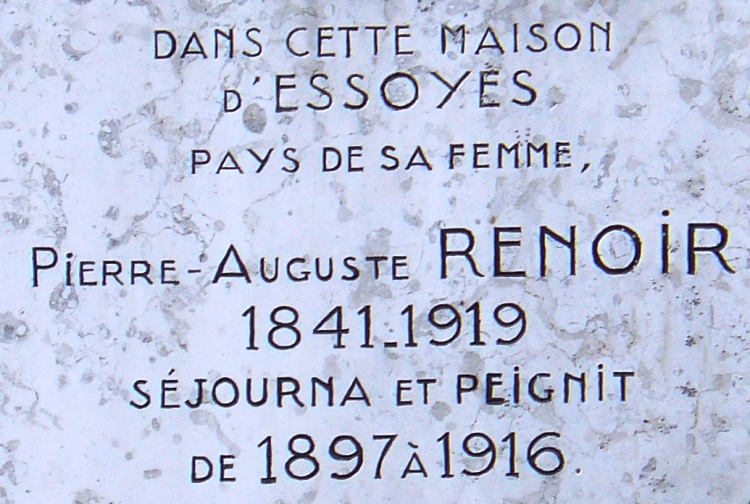 DANS CETTE MAISON
D'ESSOYES
PAYS DE SA FEMME,
PiERRE-AUGUSTE RENOiR
1841-1919
SÉJOURNA ET PEiGNiT
DE 1897 À 1916.